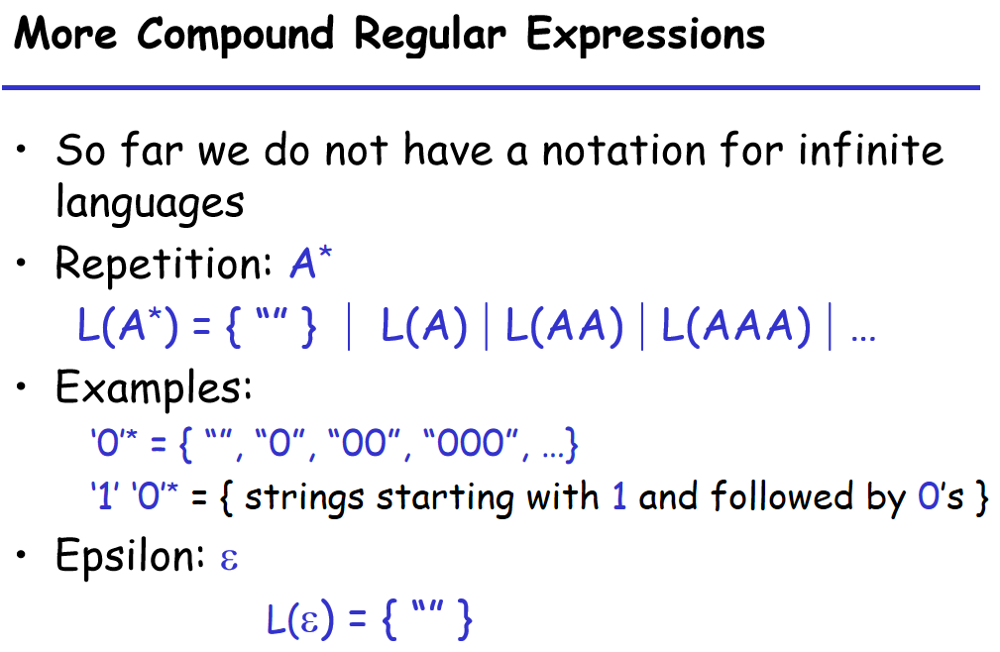 More Compound Regular Expressions
• So far we do not have a notation for infinite
languages
• Repetition: A*
L(A*) = { “” } | L(A) | L(AA) | L(AAA) | ...
• Examples:
‘0’* = { “”, “0”, “00”, “000”, ...}
‘1’ ‘0’* = { strings starting with 1 and followed by 0’s }
• Epsilon: ε
L(ε) = { “” }